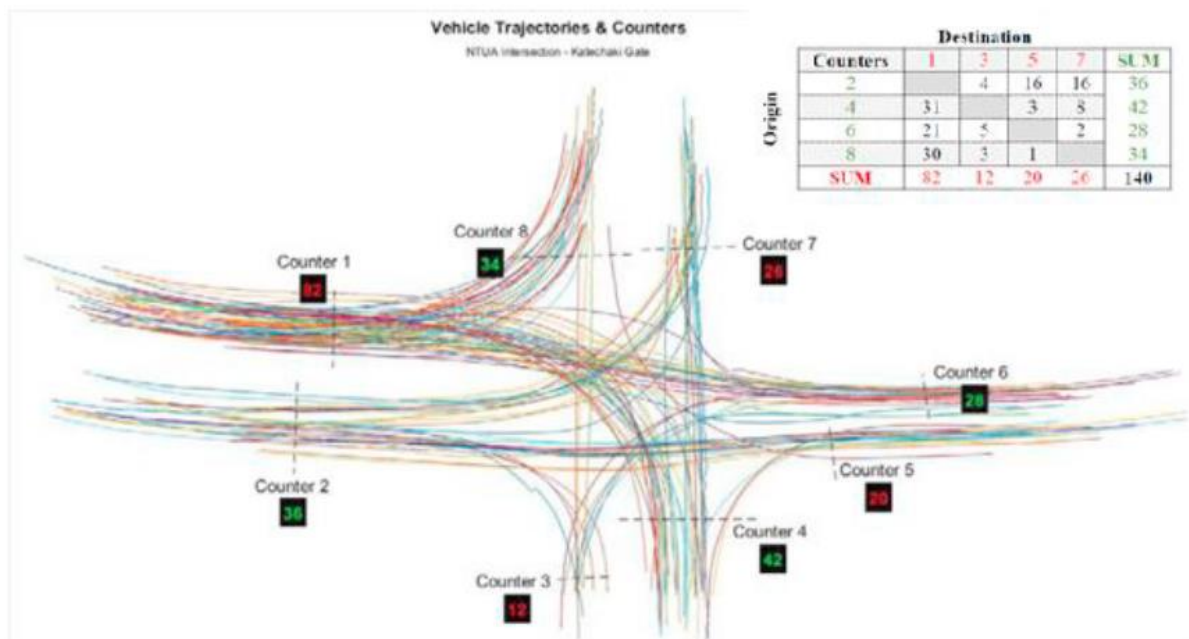 Vehicle Trajectories & Counters
NTUA Intersection - Katechaki Gate
Destination
Origin
Counters 1 3 5 7 SUM
2 4 16 16 36
4 31 3 8 42
6 21 5 2 28
8 30 3 1 34
SUM 82 12 20 26 140
Counter 8
34
Counter 7
26
Counter 1
82
Counter 6
28
Counter 2
36
Counter 5
20
Counter 4
42
Counter 3
12